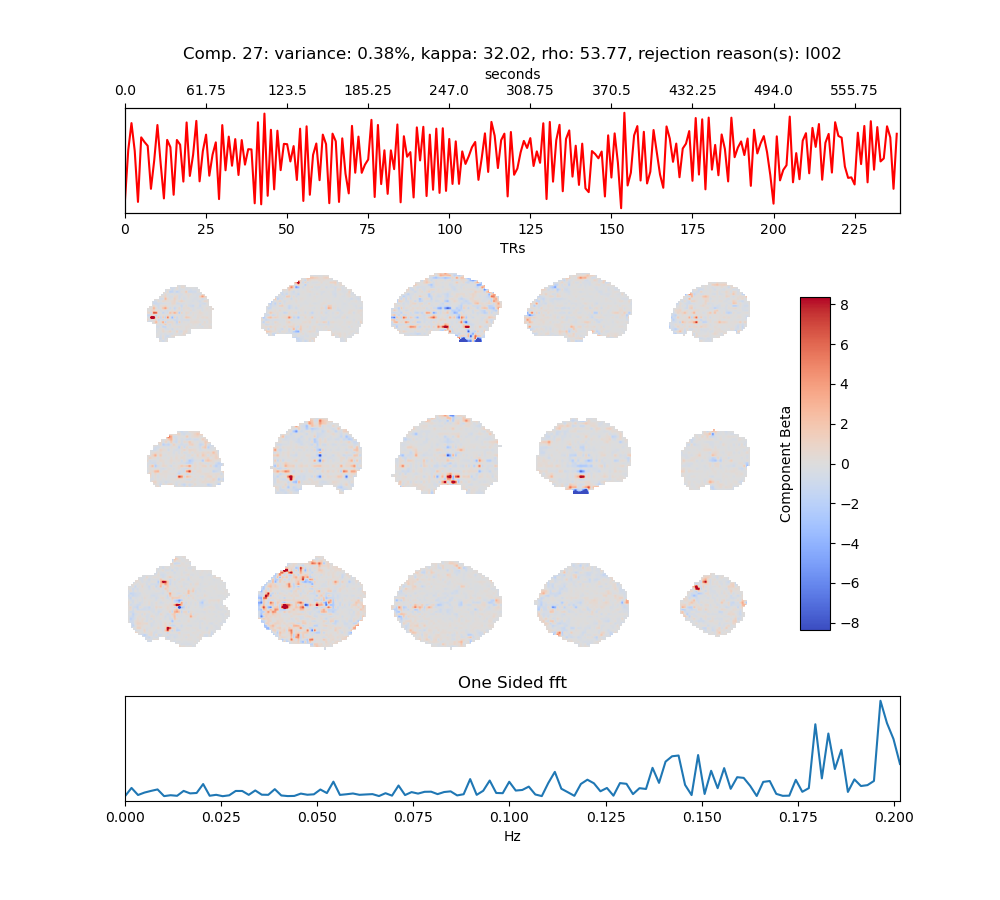 Comp. 27: variance: 0.38%, kappa: 32.02, rho: 53.77, rejection reason(s): I002
seconds
0.0 61.75 123.5 185.25 247.0 308.75 370.5 432.25 494.0 555.75
0 25 50 75 100 125 150 175 200 225
TRs
8
6
4
2
0
−2
−4
−6
−8
Component Beta
One Sided fft
0.000 0.025 0.050 0.075 0.100 0.125 0.150 0.175 0.200
Hz